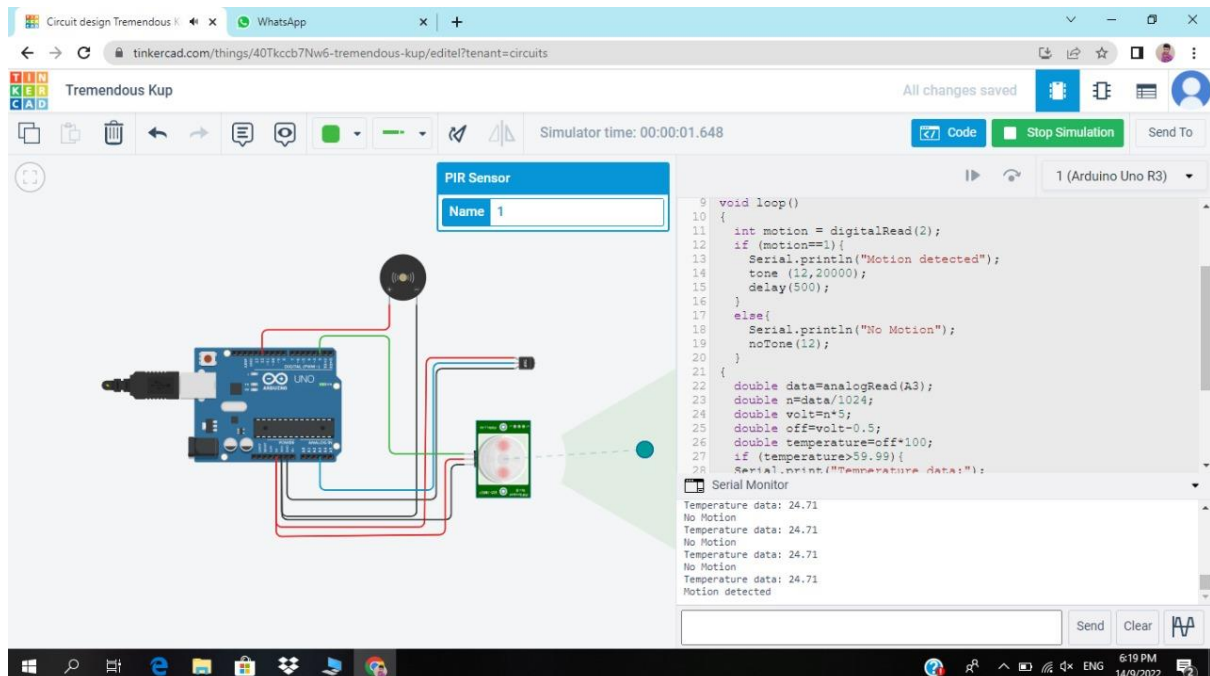 Circuit design Tremendous K
WhatsApp
tinkercad.com/things/40Tkccb7Nw6-tremendous-kup/editel?tenant=circuits
TIN
KER
CAD
Tremendous Kup
All changes saved
Simulator time: 00:00:01.648
Code
Stop Simulation
Send To
PIR Sensor
Name 1
1 (Arduino Uno R3)
9 void loop()
10 {
11 int motion = digitalRead(2);
12 if (motion==1){
13 Serial.println("Motion detected");
14 tone (12,20000);
15 delay(500);
16 }
17 else{
18 Serial.println("No Motion");
19 noTone(12);
20 }
21 {
22 double data=analogRead(A3);
23 double n=data/1024;
24 double volt=n*5;
25 double off=volt-0.5;
26 double temperature=off*100;
27 if (temperature>59.99){
28 Serial.print("Temperature data:");
UNO
ARDUINO
Serial Monitor
Temperature data: 24.71
No Motion
Temperature data: 24.71
No Motion
Temperature data: 24.71
No Motion
Temperature data: 24.71
Motion detected
Send
Clear
ENG
6:19 PM
14/9/2022